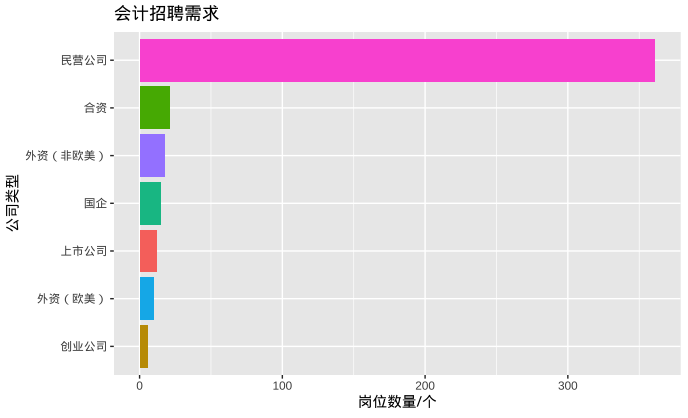 会计招聘需求
民营公司
合资
外资（非欧美）
国企
上市公司
外资（欧美）
创业公司
公司类型
0 100 200 300
岗位数量/个